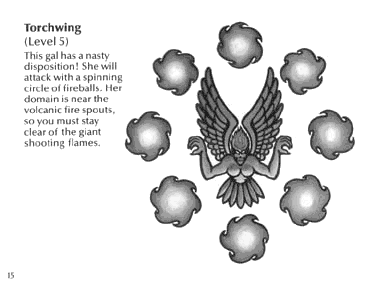 Torchwing
(Level 5)
This gal has a nasty
disposition! She will
attack with a spinning
circle of fireballs. Her
domain is near the
volcanic fire spouts,
so you must stay
clear of the giant
shooting flames.
15